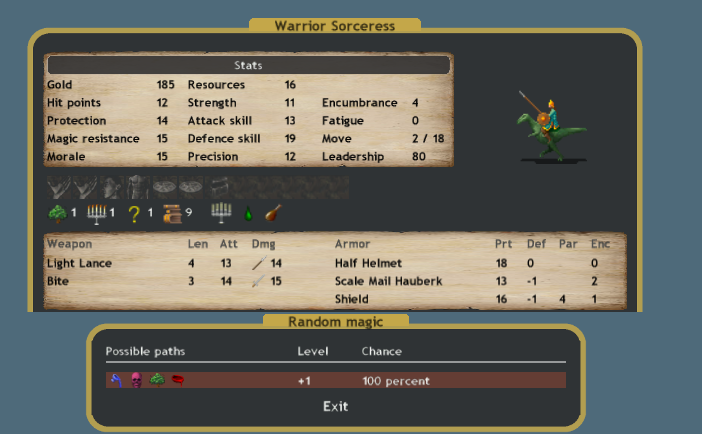 Warrior Sorceress
Stats
Gold 185 Resources 16
Hit points 12 Strength 11 Encumbrance 4
Protection 14 Attack skill 13 Fatigue 0
Magic resistance 15 Defence skill 19 Move 2 / 18
Morale 15 Precision 12 Leadership 80
1 1 ? 1 9
Weapon Len Att Dmg Armor Prt Def Par Enc
Light Lance 4 13 14 Half Helmet 18 0 0
Bite 3 14 15 Scale Mail Hauberk 13 -1 2
Shield 16 -1 4 1
Random magic
Possible paths Level Chance
+1 100 percent
Exit